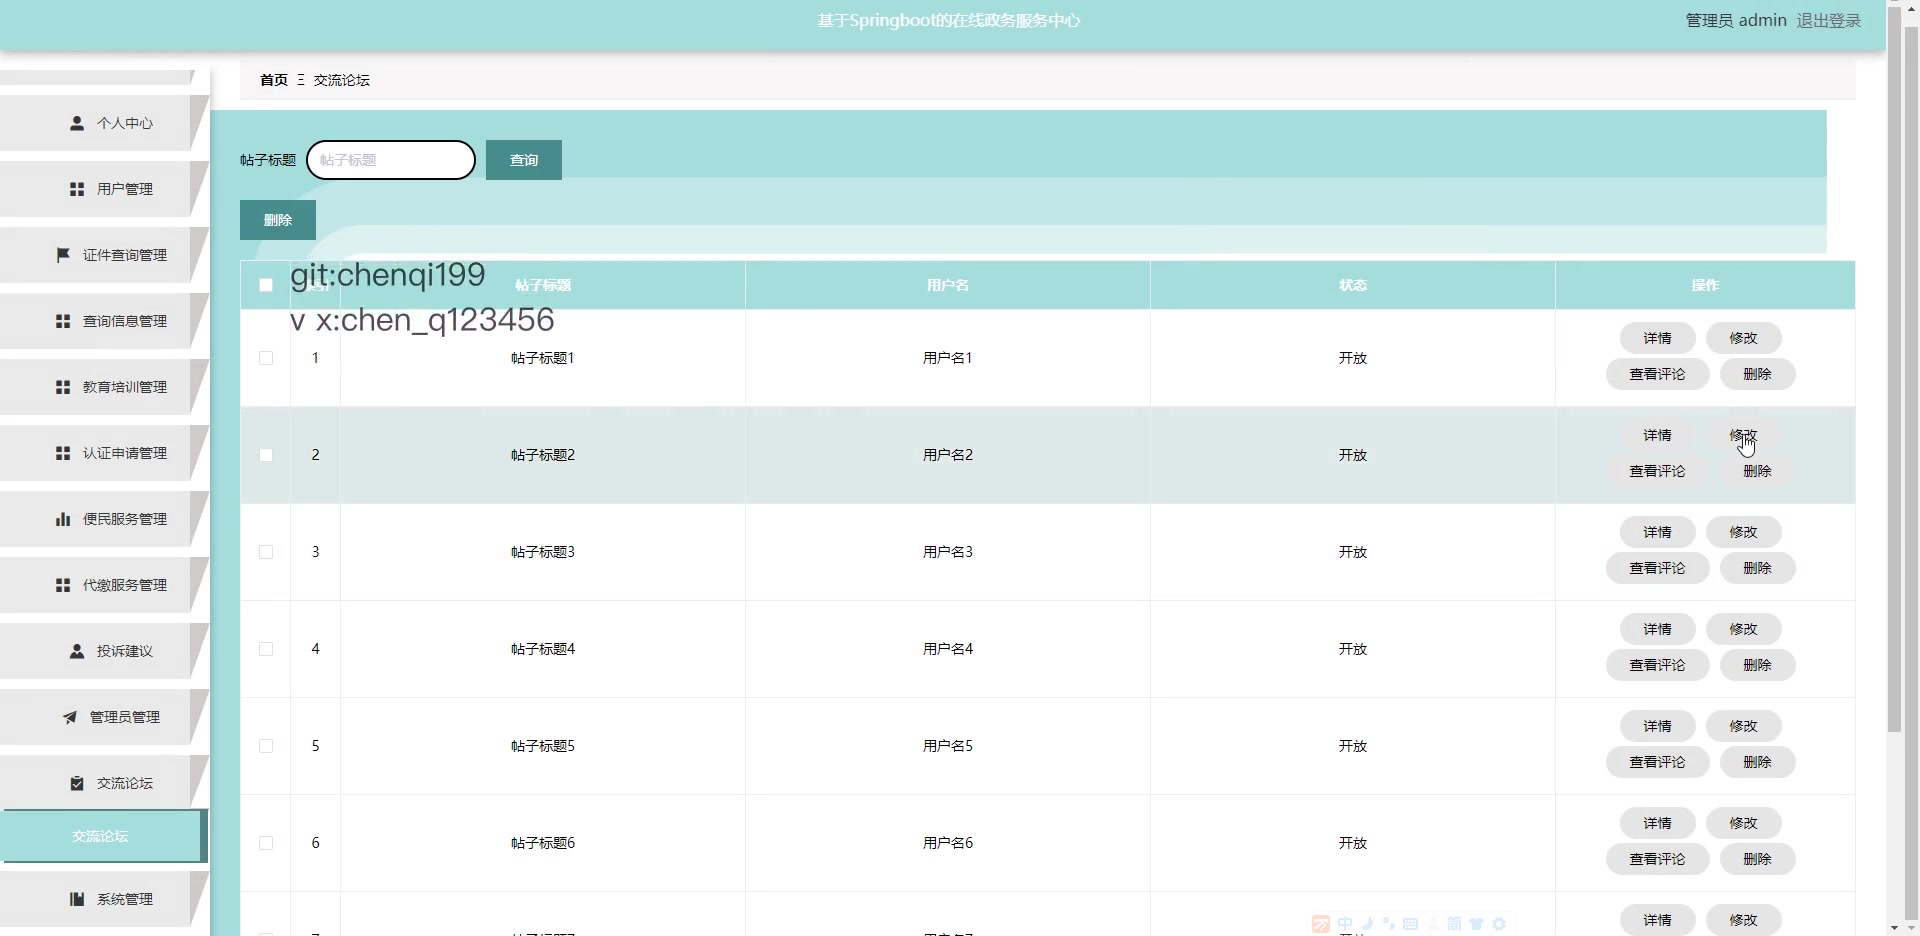 基于Springboot的在线政务服务中心
管理员 admin 退出登录
首页 Ξ 交流论坛
个人中心
用户管理
证件查询管理
查询信息管理
教育培训管理
认证申请管理
便民服务管理
代缴服务管理
投诉建议
管理员管理
交流论坛
交流论坛
系统管理
帖子标题 帖子标题 查询
删除
git:chenqi199
v x:chen_q123456
帖子标题 用户名 状态 操作
1 帖子标题1 用户名1 开放 详情 修改
查看评论 删除
2 帖子标题2 用户名2 开放 详情 修改
查看评论 删除
3 帖子标题3 用户名3 开放 详情 修改
查看评论 删除
4 帖子标题4 用户名4 开放 详情 修改
查看评论 删除
5 帖子标题5 用户名5 开放 详情 修改
查看评论 删除
6 帖子标题6 用户名6 开放 详情 修改
查看评论 删除
详情 修改
中 简